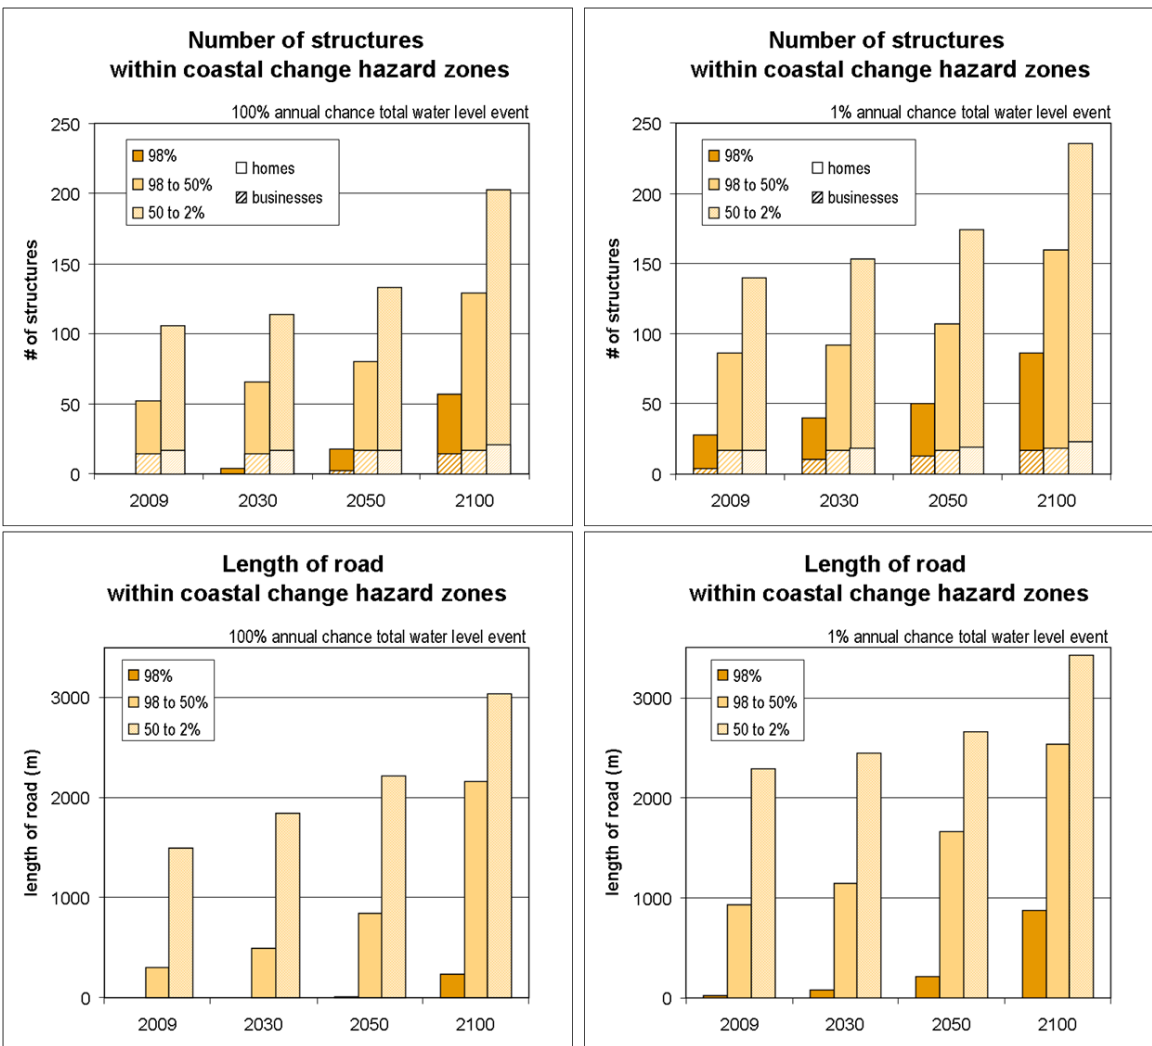 Number of structures
within coastal change hazard zones
100% annual chance total water level event
250
200
150
100
50
0
# of structures
98%
98 to 50%
50 to 2%
homes
businesses
2009
2030
2050
2100
Number of structures
within coastal change hazard zones
1% annual chance total water level event
250
200
150
100
50
0
# of structures
98%
98 to 50%
50 to 2%
homes
businesses
2009
2030
2050
2100
Length of road
within coastal change hazard zones
100% annual chance total water level event
3000
2000
1000
0
length of road (m)
98%
98 to 50%
50 to 2%
2009
2030
2050
2100
Length of road
within coastal change hazard zones
1% annual chance total water level event
3000
2000
1000
0
length of road (m)
98%
98 to 50%
50 to 2%
2009
2030
2050
2100